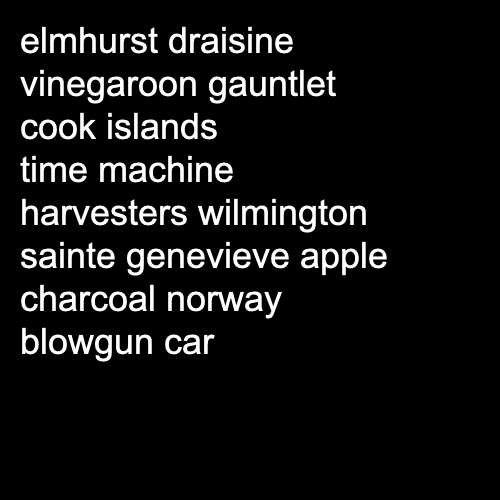 elmhurst draisine
vinegaroon gauntlet
cook islands
time machine
harvesters wilmington
sainte genevieve apple
charcoal norway
blowgun car